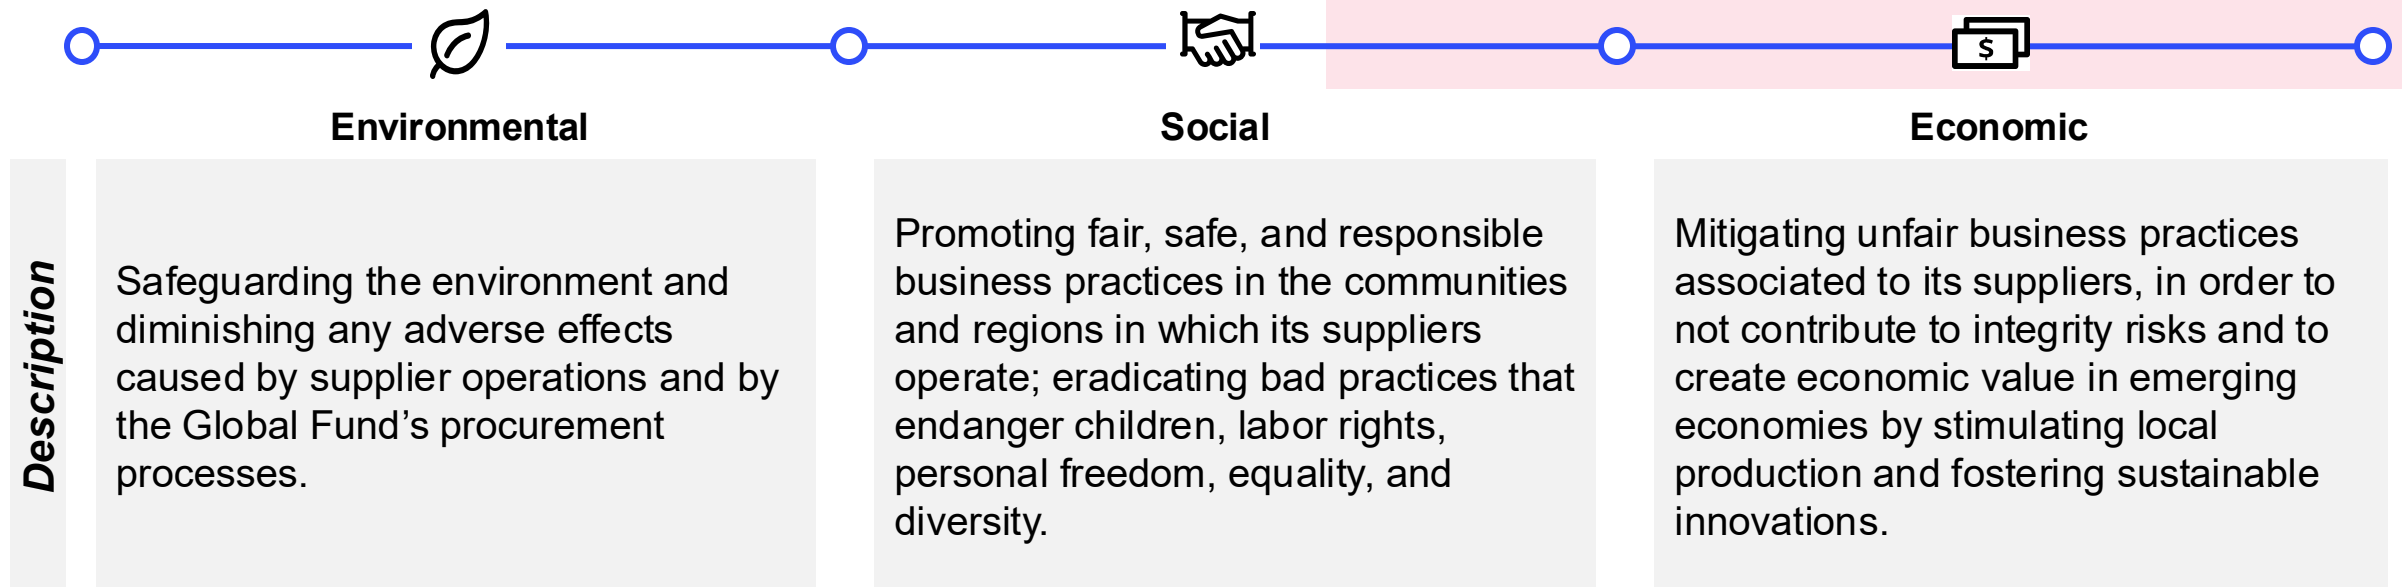 $
Environmental
Social
Economic
Description
Safeguarding the environment and
diminishing any adverse effects
caused by supplier operations and by
the Global Fund’s procurement
processes.
Promoting fair, safe, and responsible
business practices in the communities
and regions in which its suppliers
operate; eradicating bad practices that
endanger children, labor rights,
personal freedom, equality, and
diversity.
Mitigating unfair business practices
associated to its suppliers, in order to
not contribute to integrity risks and to
create economic value in emerging
economies by stimulating local
production and fostering sustainable
innovations.